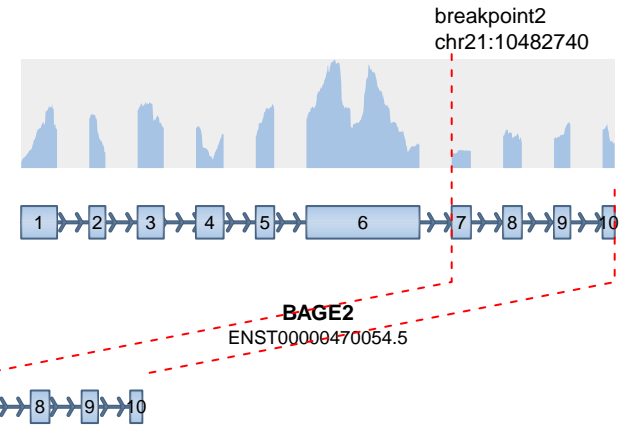 breakpoint2
chr21:10482740
1 2 3 4 5 6 7 8 9 10
BAGE2
ENST00000470054.5
8 9 10